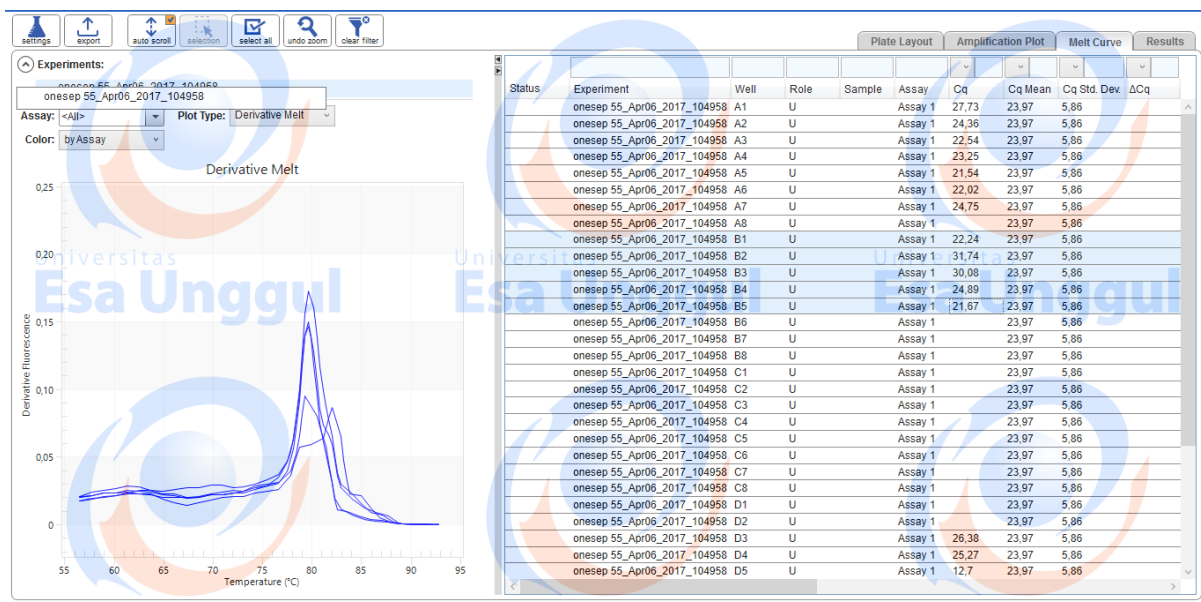 settings export auto scroll selection select all undo zoom clear filter
Plate Layout Amplification Plot Melt Curve Results
Experiments:
onesep 55_Apr06_2017_104958
onesep 55_Apr06_2017_104958
Assay: <All> Plot Type: Derivative Melt
Color: by Assay
Derivative Melt
0,25
0,20
0,15
0,10
0,05
0
Derivative Fluorescence
55 60 65 70 75 80 85 90 95
Temperature (°C)
Status Experiment Well Role Sample Assay Cq Cq Mean Cq Std. Dev. ΔCq
onesep 55_Apr06_2017_104958 A1 U Assay 1 27,73 23,97 5,86
onesep 55_Apr06_2017_104958 A2 U Assay 1 24,36 23,97 5,86
onesep 55_Apr06_2017_104958 A3 U Assay 1 22,54 23,97 5,86
onesep 55_Apr06_2017_104958 A4 U Assay 1 23,25 23,97 5,86
onesep 55_Apr06_2017_104958 A5 U Assay 1 21,54 23,97 5,86
onesep 55_Apr06_2017_104958 A6 U Assay 1 22,02 23,97 5,86
onesep 55_Apr06_2017_104958 A7 U Assay 1 24,75 23,97 5,86
onesep 55_Apr06_2017_104958 A8 U Assay 1 23,97 5,86
onesep 55_Apr06_2017_104958 B1 U Assay 1 22,24 23,97 5,86
onesep 55_Apr06_2017_104958 B2 U Assay 1 31,74 23,97 5,86
onesep 55_Apr06_2017_104958 B3 U Assay 1 30,08 23,97 5,86
onesep 55_Apr06_2017_104958 B4 U Assay 1 24,89 23,97 5,86
onesep 55_Apr06_2017_104958 B5 U Assay 1 21,67 23,97 5,86
onesep 55_Apr06_2017_104958 B6 U Assay 1 23,97 5,86
onesep 55_Apr06_2017_104958 B7 U Assay 1 23,97 5,86
onesep 55_Apr06_2017_104958 B8 U Assay 1 23,97 5,86
onesep 55_Apr06_2017_104958 C1 U Assay 1 23,97 5,86
onesep 55_Apr06_2017_104958 C2 U Assay 1 23,97 5,86
onesep 55_Apr06_2017_104958 C3 U Assay 1 23,97 5,86
onesep 55_Apr06_2017_104958 C4 U Assay 1 23,97 5,86
onesep 55_Apr06_2017_104958 C5 U Assay 1 23,97 5,86
onesep 55_Apr06_2017_104958 C6 U Assay 1 23,97 5,86
onesep 55_Apr06_2017_104958 C7 U Assay 1 23,97 5,86
onesep 55_Apr06_2017_104958 C8 U Assay 1 23,97 5,86
onesep 55_Apr06_2017_104958 D1 U Assay 1 23,97 5,86
onesep 55_Apr06_2017_104958 D2 U Assay 1 23,97 5,86
onesep 55_Apr06_2017_104958 D3 U Assay 1 26,38 23,97 5,86
onesep 55_Apr06_2017_104958 D4 U Assay 1 25,27 23,97 5,86
onesep 55_Apr06_2017_104958 D5 U Assay 1 12,7 23,97 5,86
Universitas
Esa Unggul
Universitas
Esa Unggul
Universitas
Esa Unggul